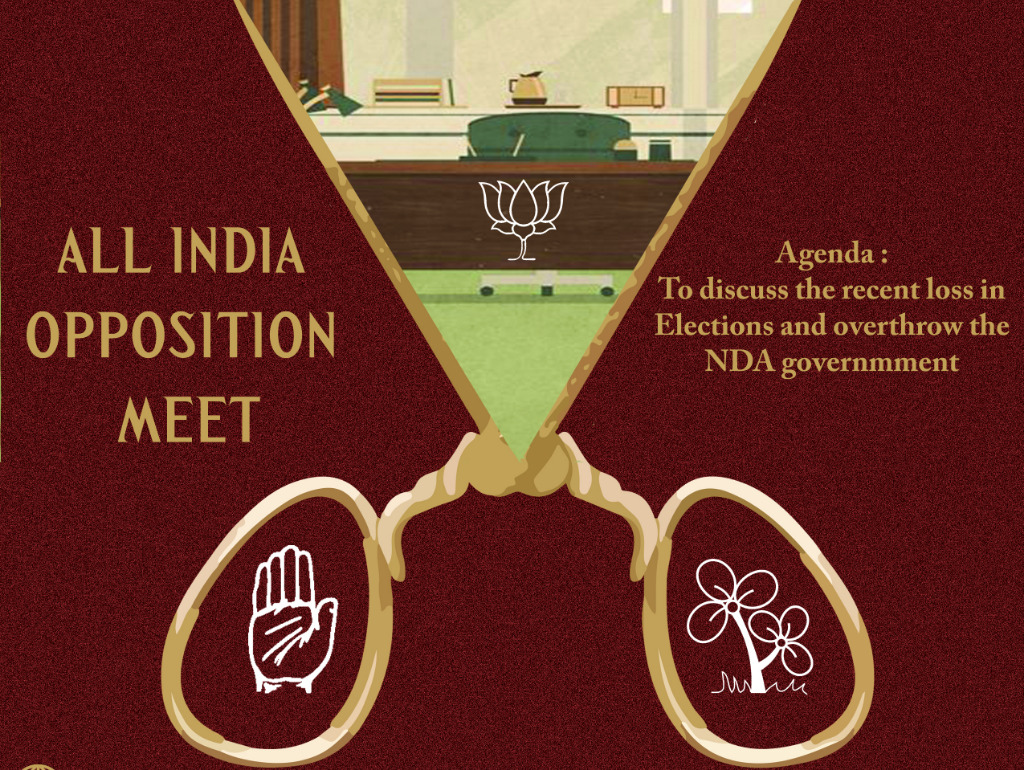 ALL INDIA
OPPOSITION
MEET
Agenda :
To discuss the recent loss in
Elections and overthrow the
NDA governmment